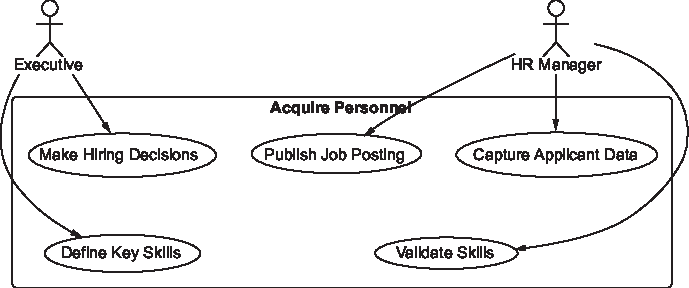 Executive
HR Manager
Acquire Personnel
Make Hiring Decisions
Publish Job Posting
Capture Applicant Data
Define Key Skills
Validate Skills